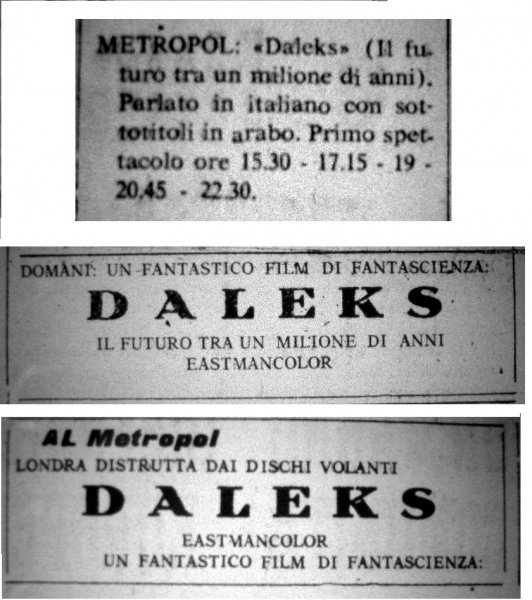 METROPOL: «Daleks» (Il fu-
turo tra un milione di anni).
Parlato in italiano con sot-
totitoli in arabo. Primo spet-
tacolo ore 15.30 - 17.15 - 19 -
20.45 - 22.30.
DOMANI: UN FANTASTICO FILM DI FANTASCIENZA:
DALEKS
IL FUTURO TRA UN MILIONE DI ANNI
EASTMANCOLOR
AL Metropol
LONDRA DISTRUTTA DAI DISCHI VOLANTI
DALEKS
EASTMANCOLOR
UN FANTASTICO FILM DI FANTASCIENZA: